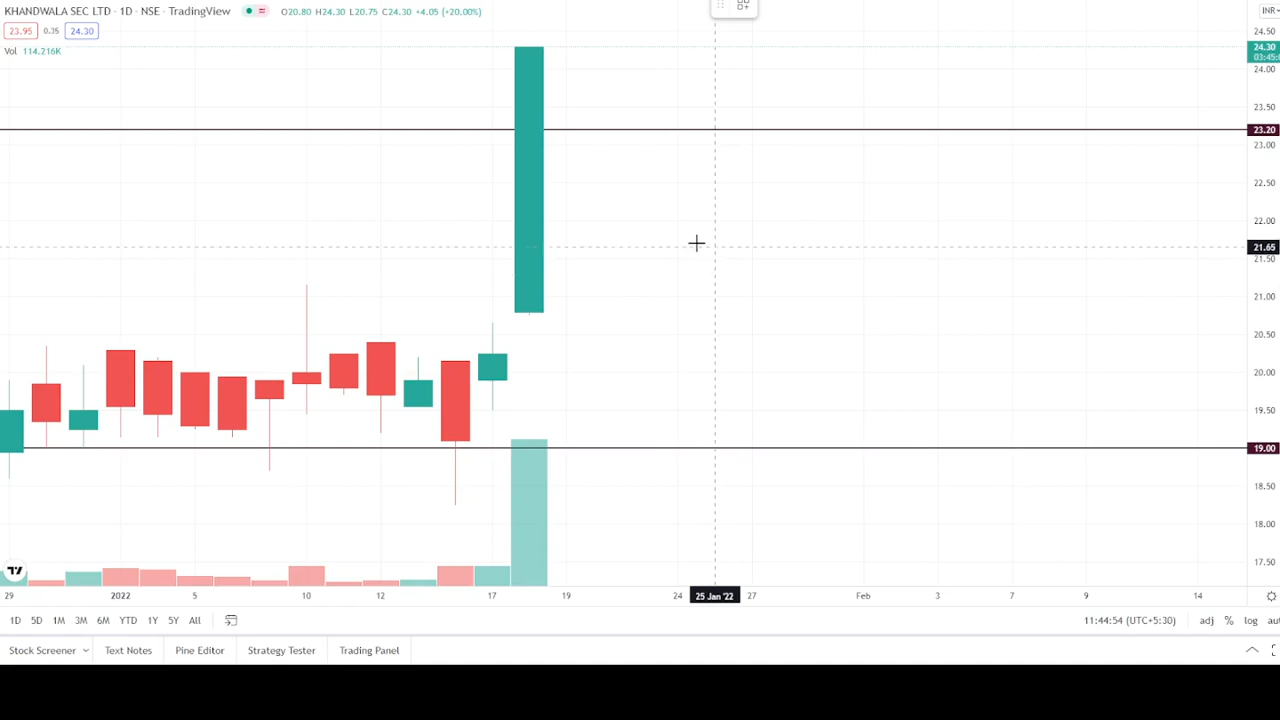 KHANDWALA SEC LTD · 1D · NSE · TradingView O20.80 H24.30 L20.75 C24.30 +4.05 (+20.00%)
INR
23.95 0.35 24.30
Vol 114.216K
24.50
24.30
03:45:
24.00
23.50
23.20
23.00
22.50
22.00
21.65
21.50
21.00
20.50
20.00
19.50
19.00
18.50
18.00
17.50
29 2022 5 10 12 17 19 24 25 Jan '22 27 Feb 3 7 9 14
1D 5D 1M 3M 6M YTD 1Y 5Y All 11:44:54 (UTC+5:30) adj % log
Stock Screener Text Notes Pine Editor Strategy Tester Trading Panel